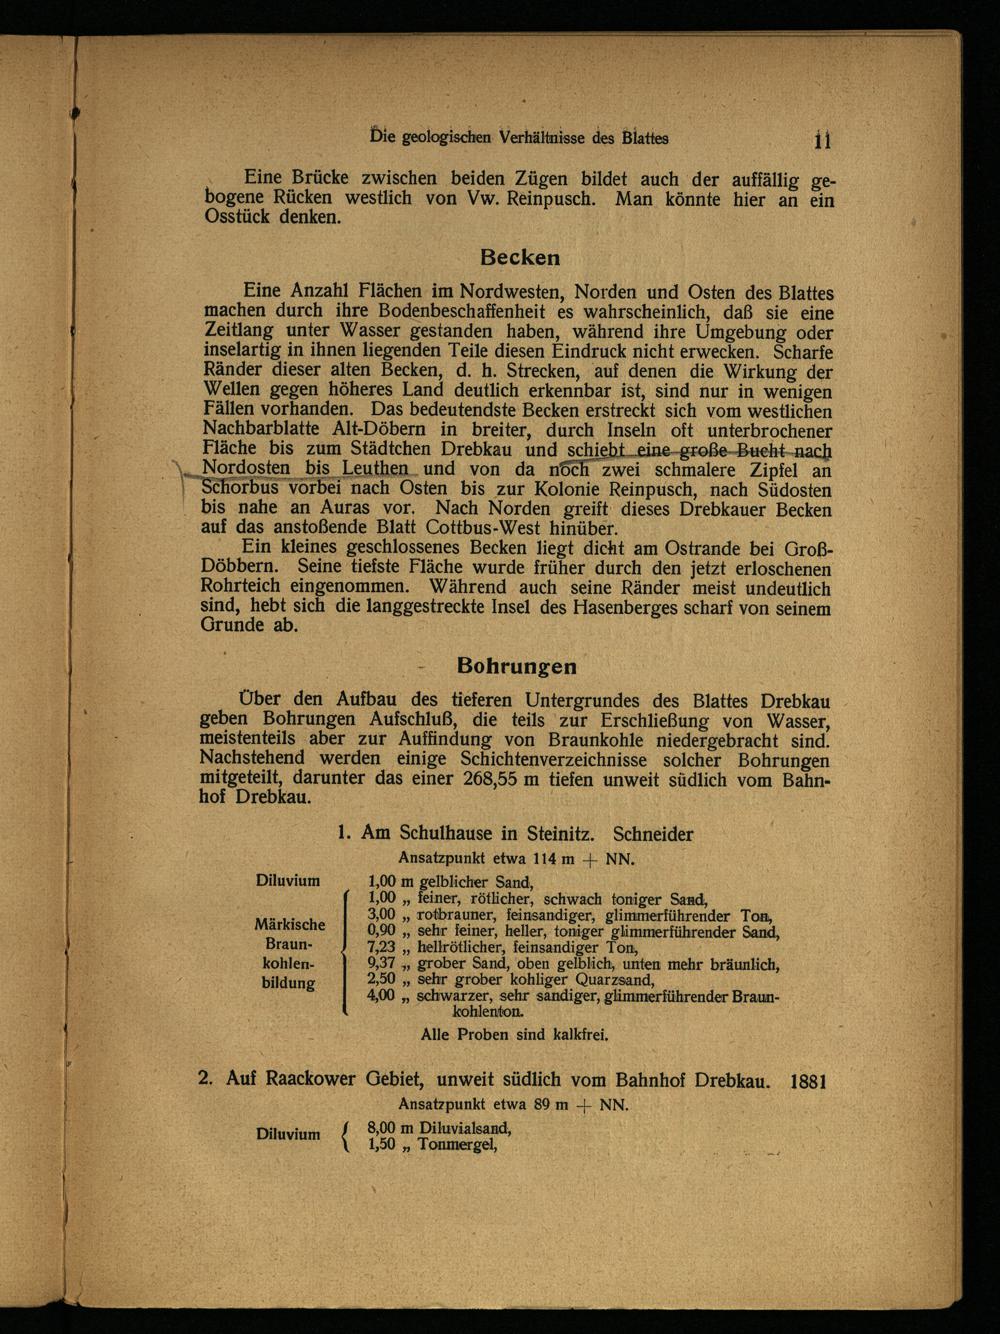 Die geologischen Verhältnisse des Blattes 11
Eine Brücke zwischen beiden Zügen bildet auch der auffällig ge-
bogene Rücken westlich von Vw. Reinpusch. Man könnte hier an ein
Osstück denken.
Becken
Eine Anzahl Flächen im Nordwesten, Norden und Osten des Blattes
machen durch ihre Bodenbeschaffenheit es wahrscheinlich, daß sie eine
Zeitlang unter Wasser gestanden haben, während ihre Umgebung oder
inselartig in ihnen liegenden Teile diesen Eindruck nicht erwecken. Scharfe
Ränder dieser alten Becken, d. h. Strecken, auf denen die Wirkung der
Wellen gegen höheres Land deutlich erkennbar ist, sind nur in wenigen
Fällen vorhanden. Das bedeutendste Becken erstreckt sich vom westlichen
Nachbarblatte Alt-Döbern in breiter, durch Inseln oft unterbrochener
Fläche bis zum Städtchen Drebkau und schiebt eine große Bucht nach
Nordosten bis Leuthen und von da noch zwei schmalere Zipfel an
Schorbus vorbei nach Osten bis zur Kolonie Reinpusch, nach Südosten
bis nahe an Auras vor. Nach Norden greift dieses Drebkauer Becken
auf das anstoßende Blatt Cottbus-West hinüber.
Ein kleines geschlossenes Becken liegt dicht am Ostrande bei Groß-
Döbbern. Seine tiefste Fläche wurde früher durch den jetzt erloschenen
Rohrteich eingenommen. Während auch seine Ränder meist undeutlich
sind, hebt sich die langgestreckte Insel des Hasenberges scharf von seinem
Grunde ab.
Bohrungen
Über den Aufbau des tieferen Untergrundes des Blattes Drebkau
geben Bohrungen Aufschluß, die teils zur Erschließung von Wasser,
meistenteils aber zur Auffindung von Braunkohle niedergebracht sind.
Nachstehend werden einige Schichtenverzeichnisse solcher Bohrungen
mitgeteilt, darunter das einer 268,55 m tiefen unweit südlich vom Bahn-
hof Drebkau.
1. Am Schulhause in Steinitz. Schneider
Ansatzpunkt etwa 114 m + NN.
Diluvium 1,00 m gelblicher Sand,
Märkische
Braun-
kohlen-
bildung
1,00 „ feiner, rötlicher, schwach toniger Sand,
3,00 „ rotbrauner, feinsandiger, glimmerführender Ton,
0,90 „ sehr feiner, heller, toniger glimmerführender Sand,
7,23 „ hellrötlicher, feinsandiger Ton,
9,37 „ grober Sand, oben gelblich, unten mehr bräunlich,
2,50 „ sehr grober kohliger Quarzsand,
4,00 „ schwarzer, sehr sandiger, glimmerführender Braun-
kohlenton.
Alle Proben sind kalkfrei.
2. Auf Raackower Gebiet, unweit südlich vom Bahnhof Drebkau. 1881
Ansatzpunkt etwa 89 m + NN.
Diluvium
8,00 m Diluvialsand,
1,50 „ Tonmergel,